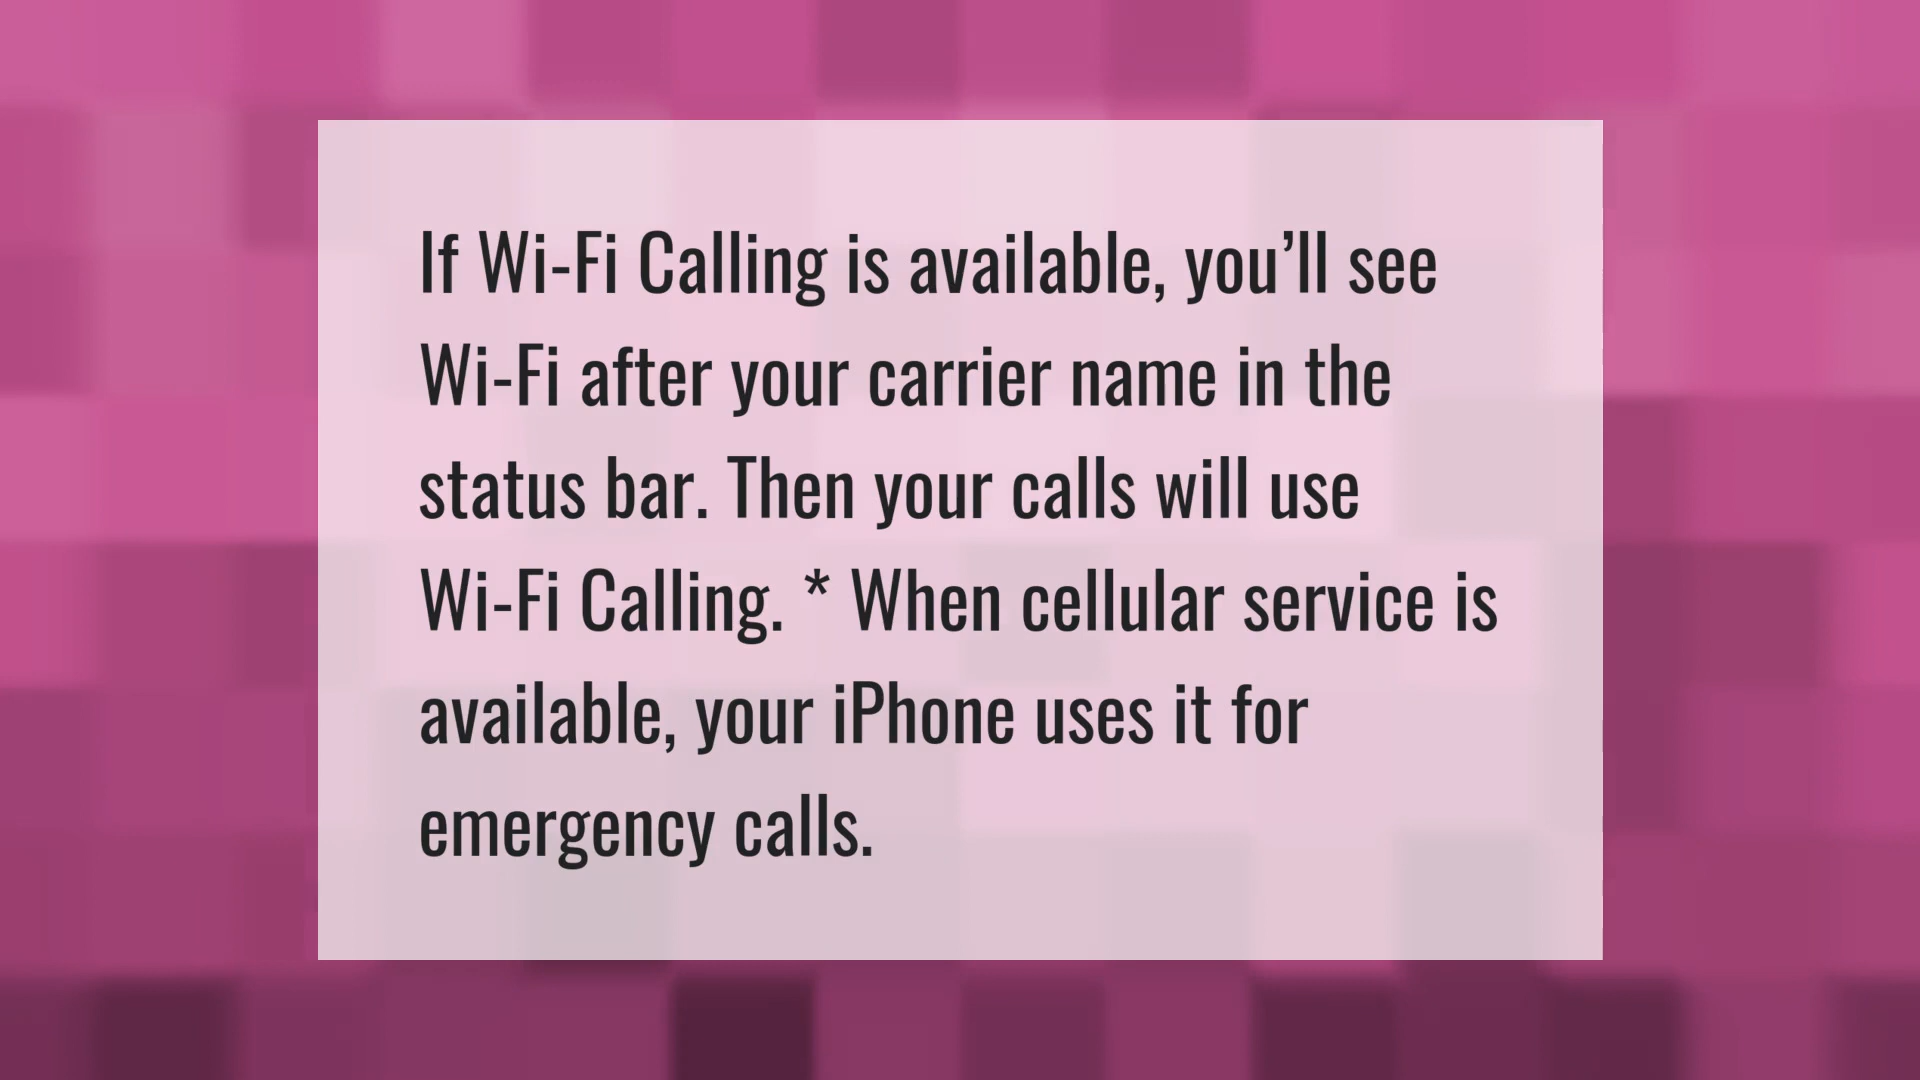 If Wi-Fi Calling is available, you’ll see
Wi-Fi after your carrier name in the
status bar. Then your calls will use
Wi-Fi Calling. * When cellular service is
available, your iPhone uses it for
emergency calls.